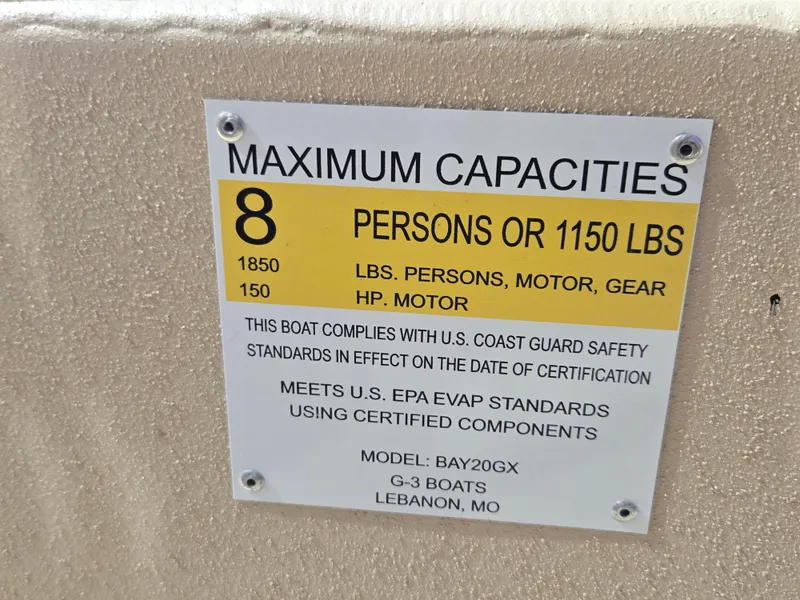 MAXIMUM CAPACITIES
8 PERSONS OR 1150 LBS
1850 LBS. PERSONS, MOTOR, GEAR
150 HP. MOTOR
THIS BOAT COMPLIES WITH U.S. COAST GUARD SAFETY
STANDARDS IN EFFECT ON THE DATE OF CERTIFICATION
MEETS U.S. EPA EVAP STANDARDS
USING CERTIFIED COMPONENTS
MODEL: BAY20GX
G-3 BOATS
LEBANON, MO